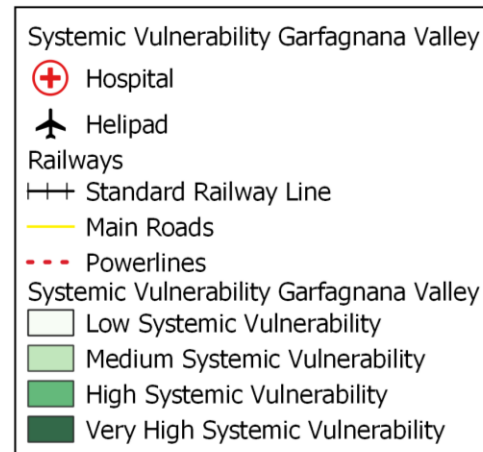 Systemic Vulnerability Garfagnana Valley
Hospital
Helipad
Railways
Standard Railway Line
Main Roads
Powerlines
Systemic Vulnerability Garfagnana Valley
Low Systemic Vulnerability
Medium Systemic Vulnerability
High Systemic Vulnerability
Very High Systemic Vulnerability